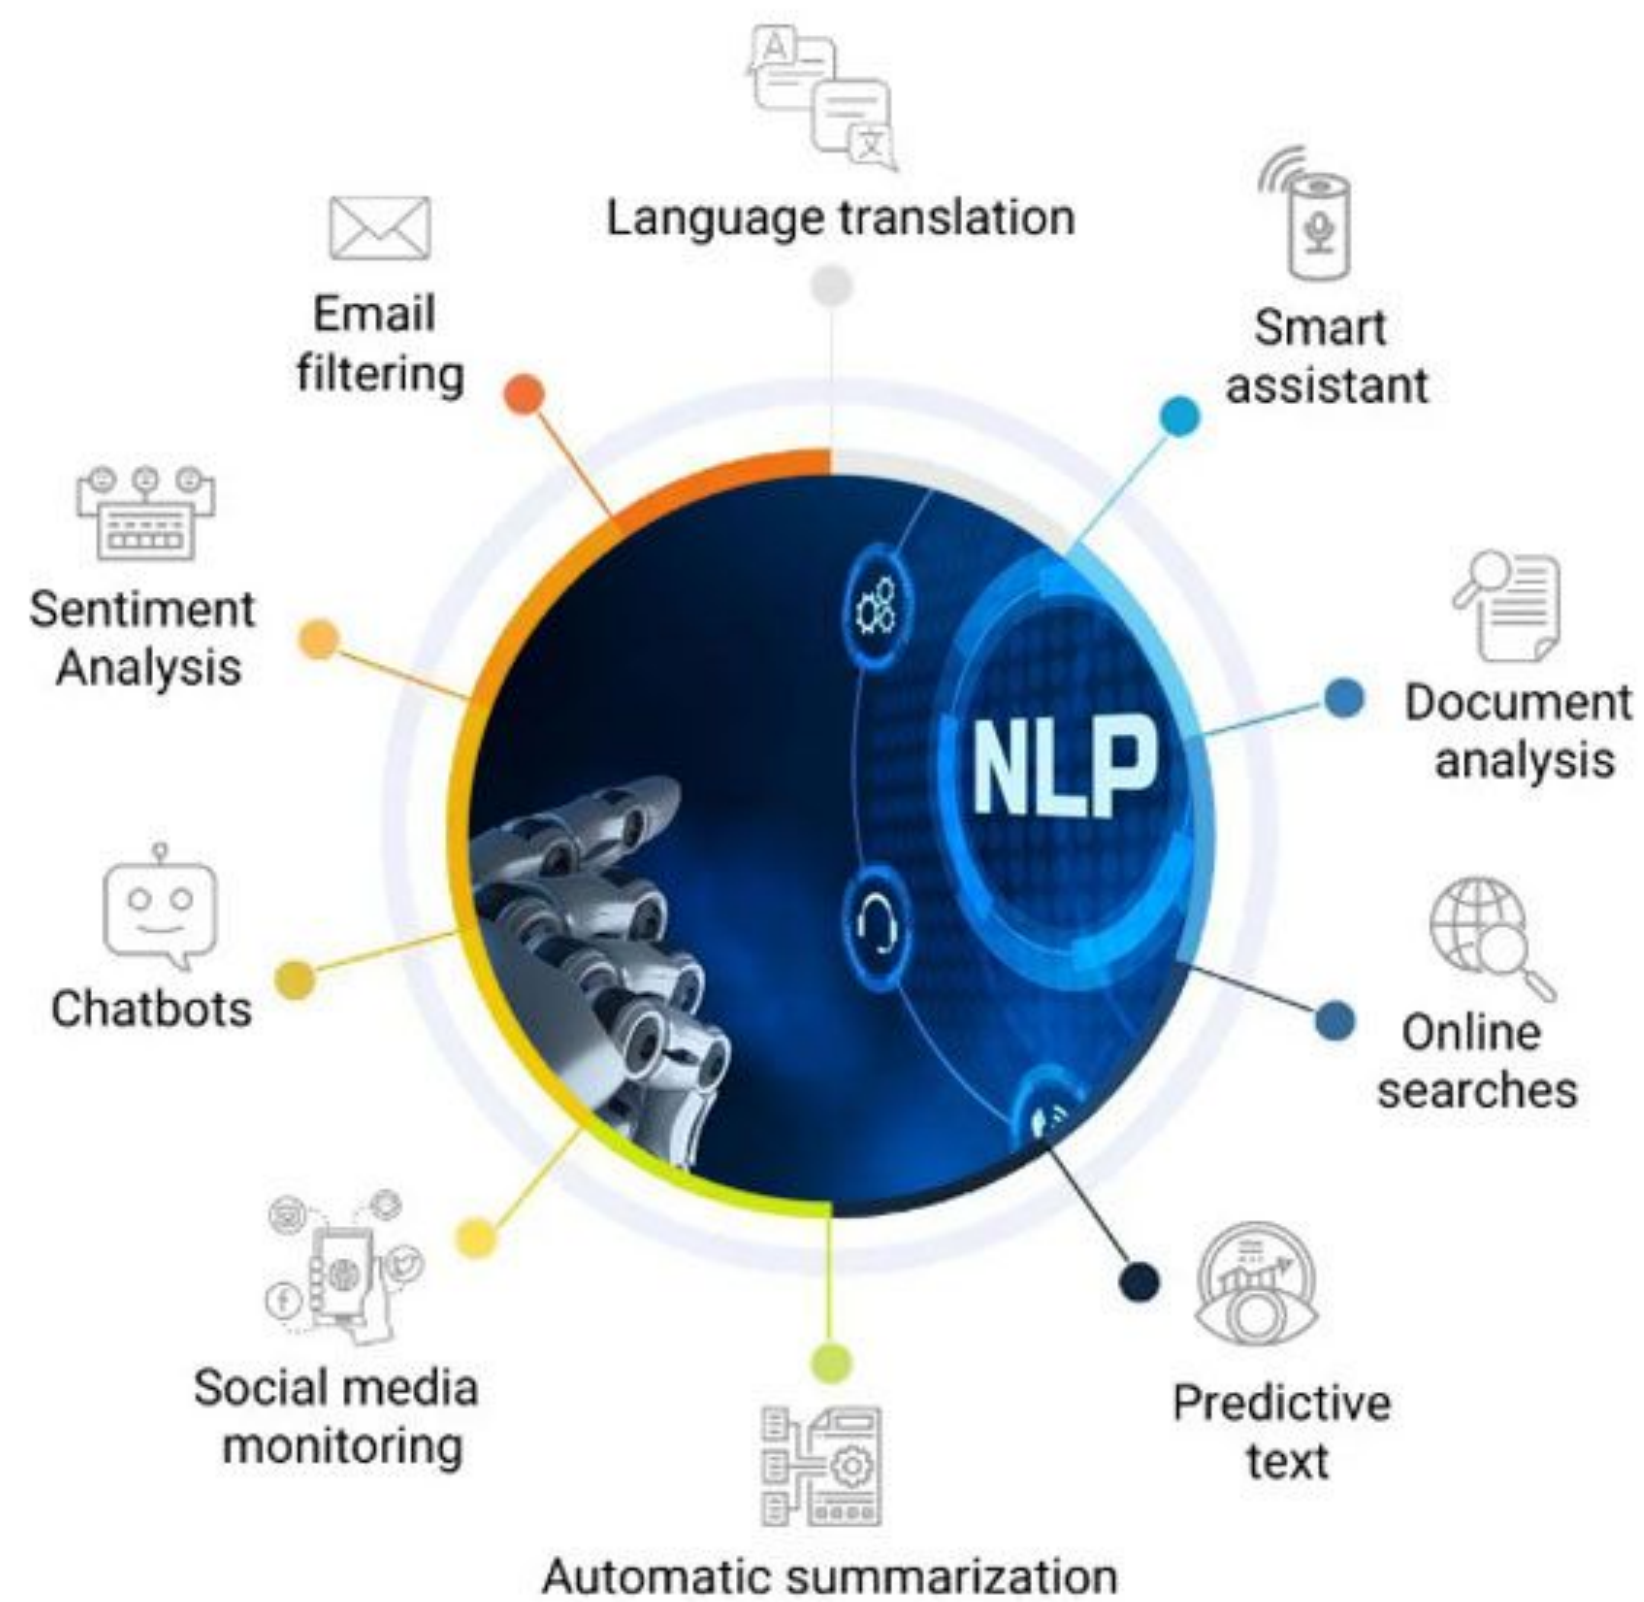 A
文
Language translation
Email
filtering
Smart
assistant
Sentiment
Analysis
NLP
Document
analysis
Chatbots
Online
searches
Social media
monitoring
f
Predictive
text
Automatic summarization